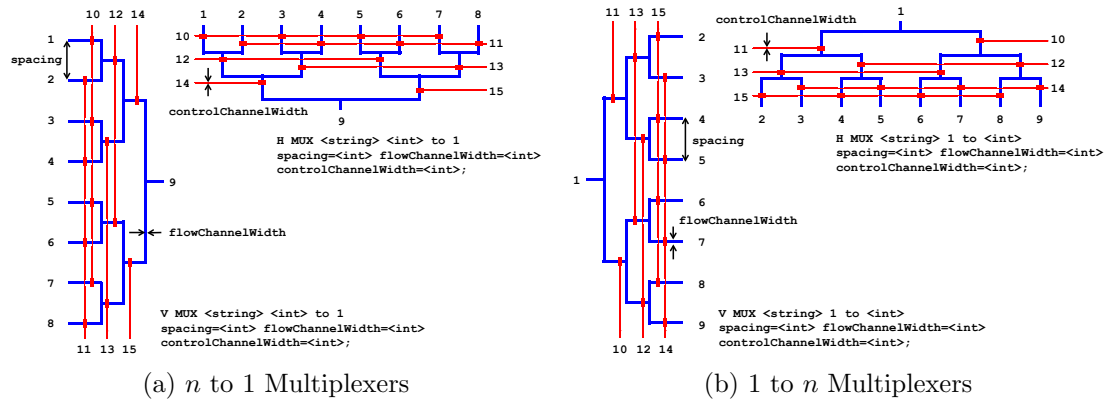 10 12 14
1
spacing
2
3
4
5
6
7
8
9
flowChannelWidth
11 13 15
1 2 3 4 5 6 7 8
10
11
12
13
14
15
controlChannelWidth
9
H MUX <string> <int> to 1
spacing=<int> flowChannelWidth=<int>
controlChannelWidth=<int>;
V MUX <string> <int> to 1
spacing=<int> flowChannelWidth=<int>
controlChannelWidth=<int>;
(a) n to 1 Multiplexers
11 13 15
2
3
4
spacing
5
1
6
flowChannelWidth
7
8
9
10 12 14
controlChannelWidth
1
10
11
12
13
14
15
2 3 4 5 6 7 8 9
H MUX <string> 1 to <int>
spacing=<int> flowChannelWidth=<int>
controlChannelWidth=<int>;
V MUX <string> 1 to <int>
spacing=<int> flowChannelWidth=<int>
controlChannelWidth=<int>;
(b) 1 to n Multiplexers